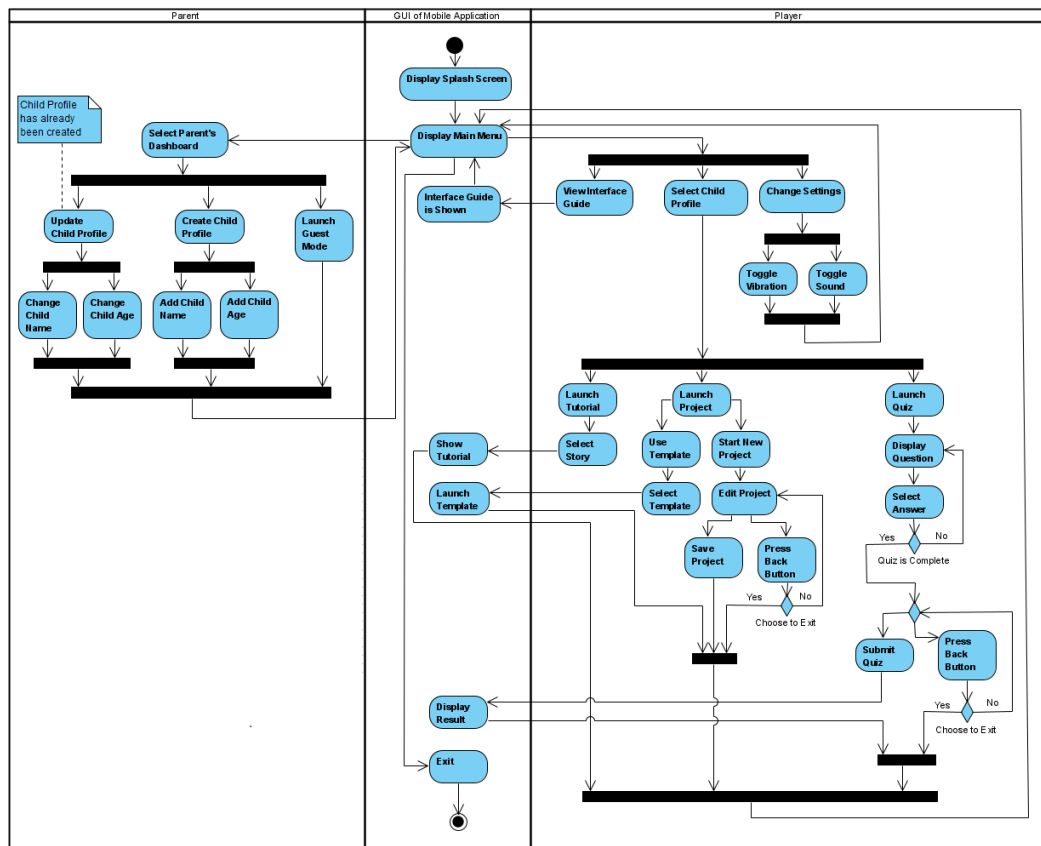 Parent
GUI of Mobile Application
Player
Display Splash Screen
Child Profile
has already
been created
Select Parent's
Dashboard
Display Main Menu
Interface Guide
is Shown
View Interface
Guide
Select Child
Profile
Change Settings
Update
Child Profile
Create Child
Profile
Launch
Guest
Mode
Toggle
Vibration
Toggle
Sound
Change
Child
Name
Change
Child Age
Add Child
Name
Add Child
Age
Launch
Tutorial
Launch
Project
Launch
Quiz
Show
Tutorial
Select
Story
Use
Template
Start New
Project
Display
Question
Launch
Template
Select
Template
Edit Project
Select
Answer
Yes
No
Quiz is Complete
Save
Project
Press
Back
Button
Yes
No
Choose to Exit
Submit
Quiz
Press
Back
Button
Yes
No
Choose to Exit
Display
Result
Exit